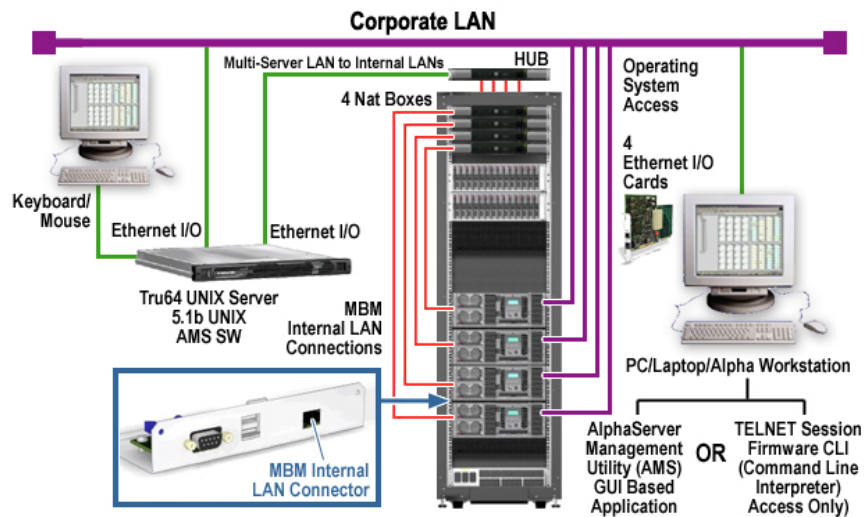 Corporate LAN
Multi-Server LAN to Internal LANs
HUB
4 Nat Boxes
Operating
System
Access
4
Ethernet I/O
Cards
Keyboard/
Mouse
Ethernet I/O
Ethernet I/O
Tru64 UNIX Server
5.1b UNIX
AMS SW
MBM
Internal LAN
Connections
MBM Internal
LAN Connector
PC/Laptop/Alpha Workstation
AlphaServer
Management
Utility (AMS)
GUI Based
Application
OR
TELNET Session
Firmware CLI
(Command Line
Interpreter)
Access Only)